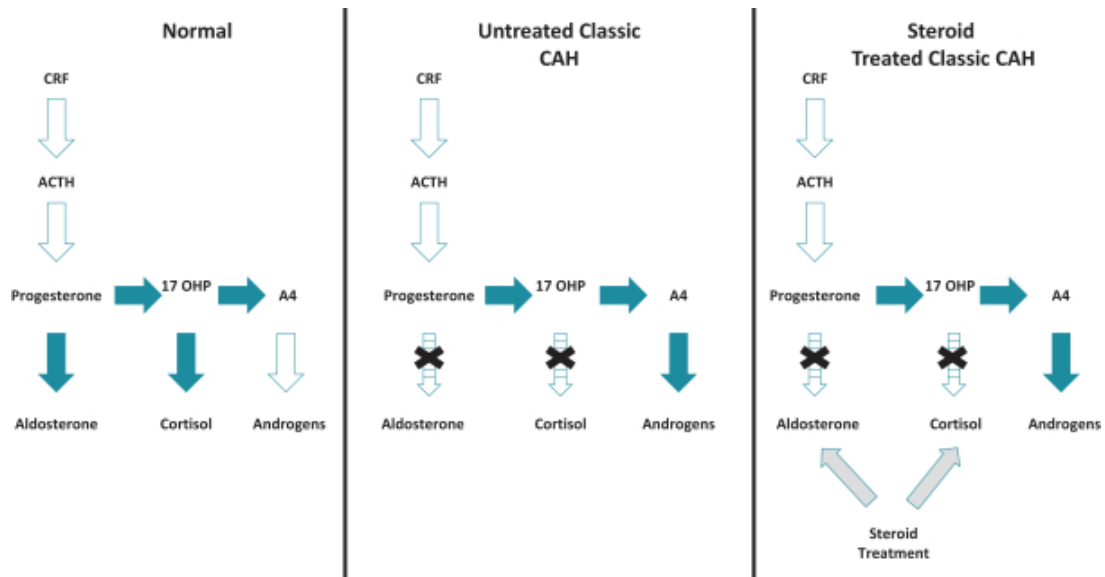 Normal
CRF
ACTH
Progesterone
17 OHP
A4
Aldosterone
Cortisol
Androgens
Untreated Classic
CAH
CRF
ACTH
Progesterone
17 OHP
A4
Aldosterone
Cortisol
Androgens
Steroid
Treated Classic CAH
CRF
ACTH
Progesterone
17 OHP
A4
Aldosterone
Cortisol
Androgens
Steroid
Treatment